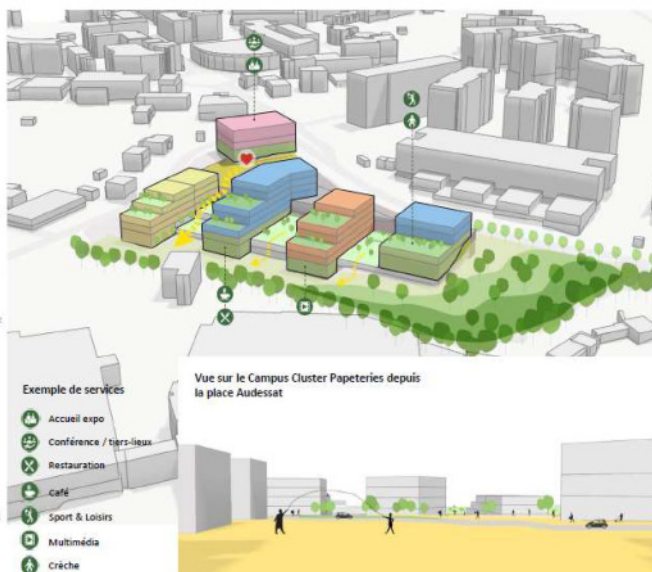 Exemple de services
Accueil expo
Conférence / tiers-lieux
Restauration
Café
Sport & Loisirs
Multimédia
Crèche
Vue sur le Campus Cluster Papeteries depuis
la place Audessat